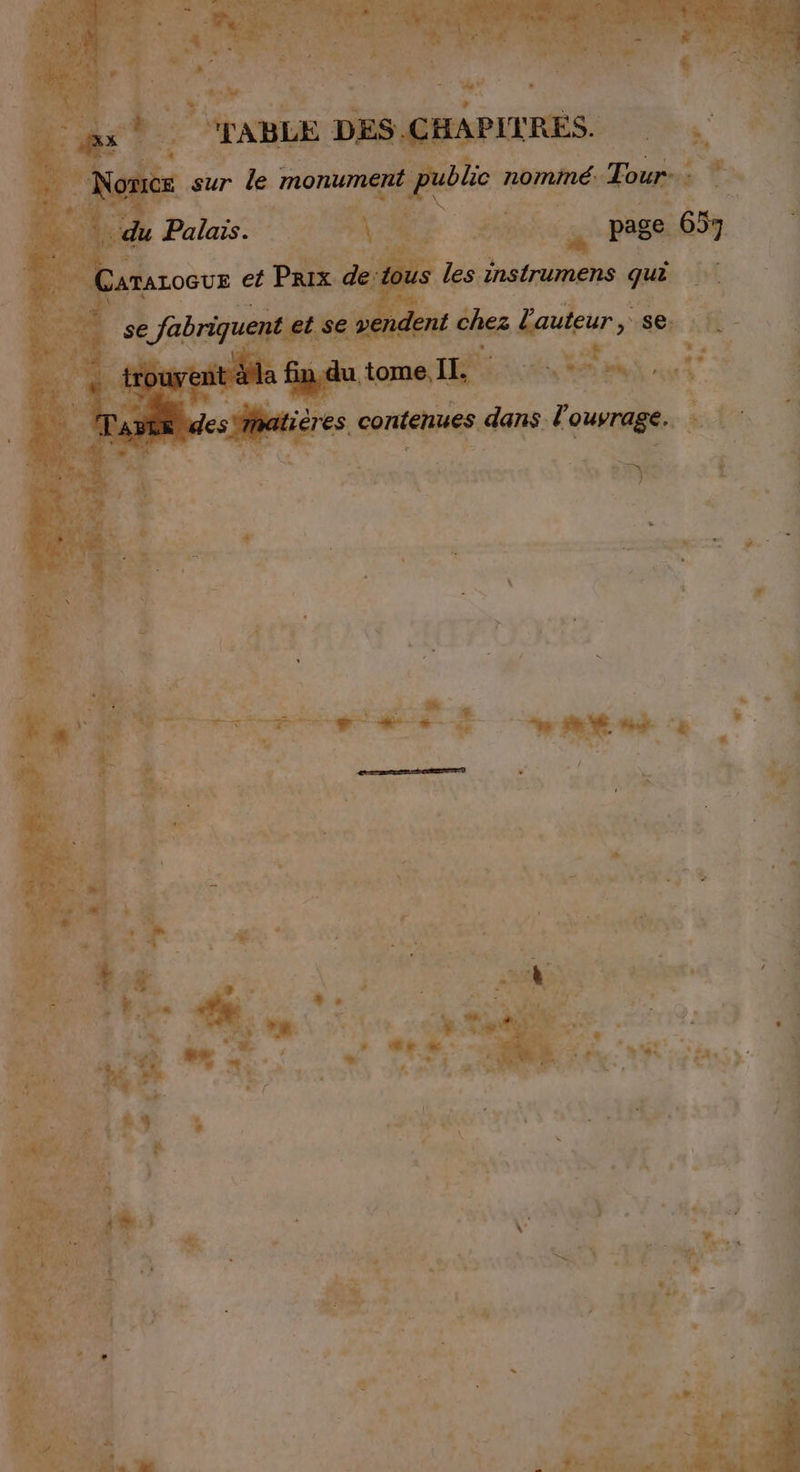 xx TABLE DES CHAPITRES.
NOTICE sur le monument public nommé Tour
du Palais. page 657
CATALOGUE et PRIX de tous les instrumens qui
se fabriquent et se vendent chez l'auteur, se
trouvent à la fin du tome II.
TABLE des matières contenues dans l'ouvrage.